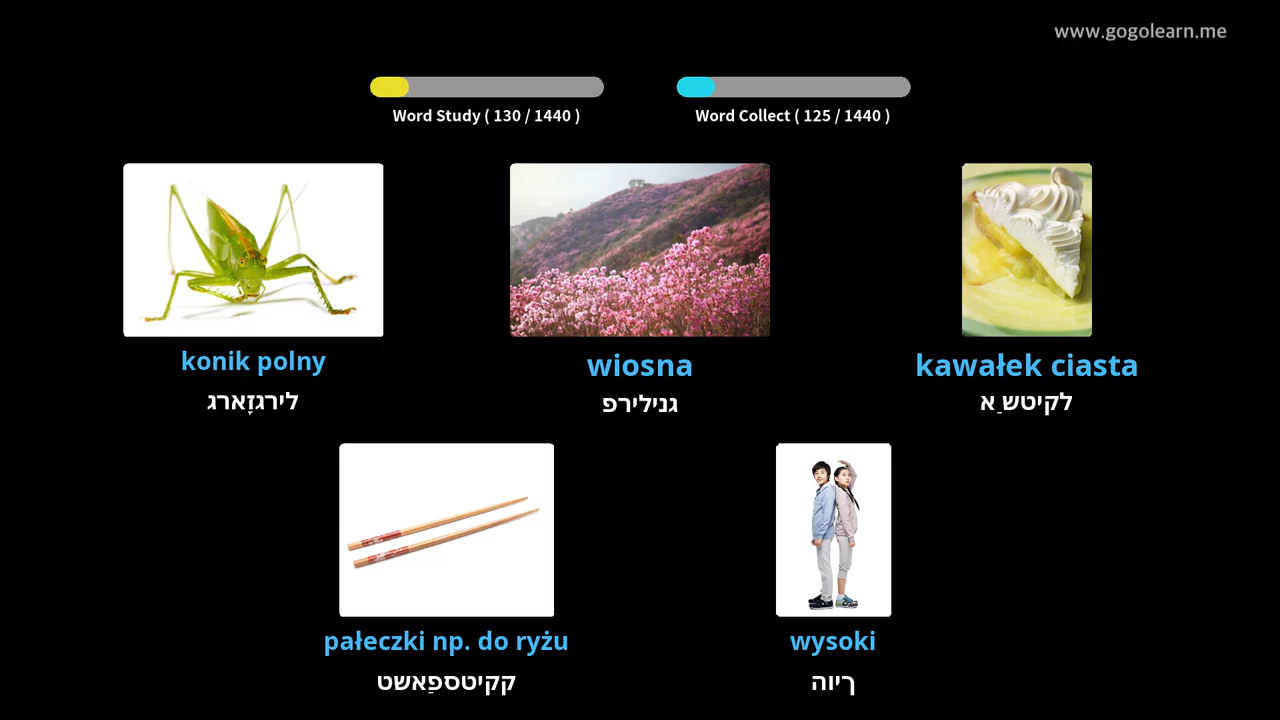 www.gogolearn.me
Word Study ( 130 / 1440 )
Word Collect ( 125 / 1440 )
konik polny
לירגזָארג
wiosna
גנילירפ
kawałek ciasta
לקיטש ַא
pałeczki np. do ryżu
קקיטספַאשט
wysoki
ךיוה